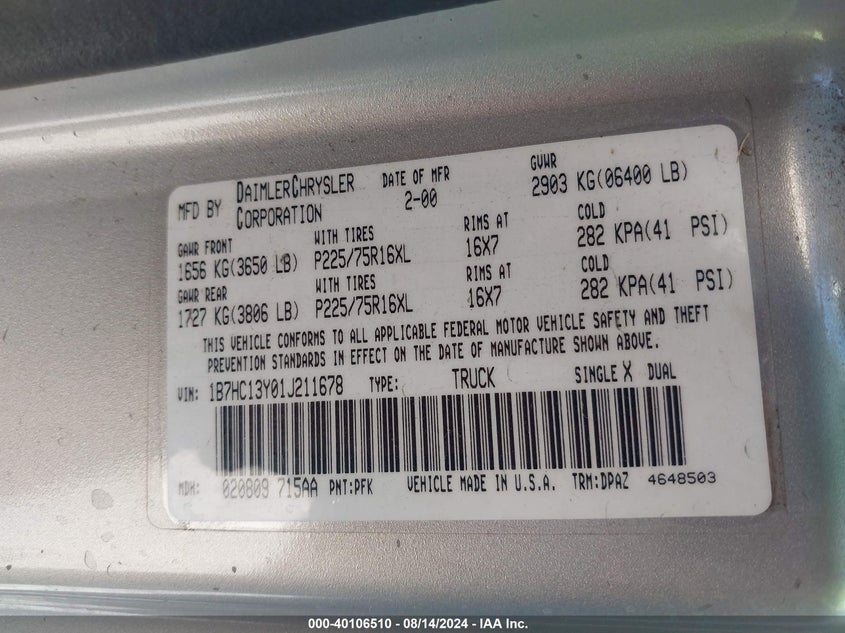 MFD BY DAIMLERCHRYSLER CORPORATION DATE OF MFR 2-00 GVWR 2903 KG(06400 LB)
GAWR FRONT WITH TIRES RIMS AT COLD
1656 KG(3650 LB) P225/75R16XL 16X7 282 KPA(41 PSI)
GAWR REAR WITH TIRES RIMS AT COLD
1727 KG(3806 LB) P225/75R16XL 16X7 282 KPA(41 PSI)
THIS VEHICLE CONFORMS TO ALL APPLICABLE FEDERAL MOTOR VEHICLE SAFETY AND THEFT
PREVENTION STANDARDS IN EFFECT ON THE DATE OF MANUFACTURE SHOWN ABOVE.
VIN: 1B7HC13Y01J211678 TYPE: TRUCK SINGLE X DUAL
MDH: 020809 715AA PNT:PFK VEHICLE MADE IN U.S.A. TRM:DPAZ 4648503
000-40106510 - 08/14/2024 - IAA Inc.